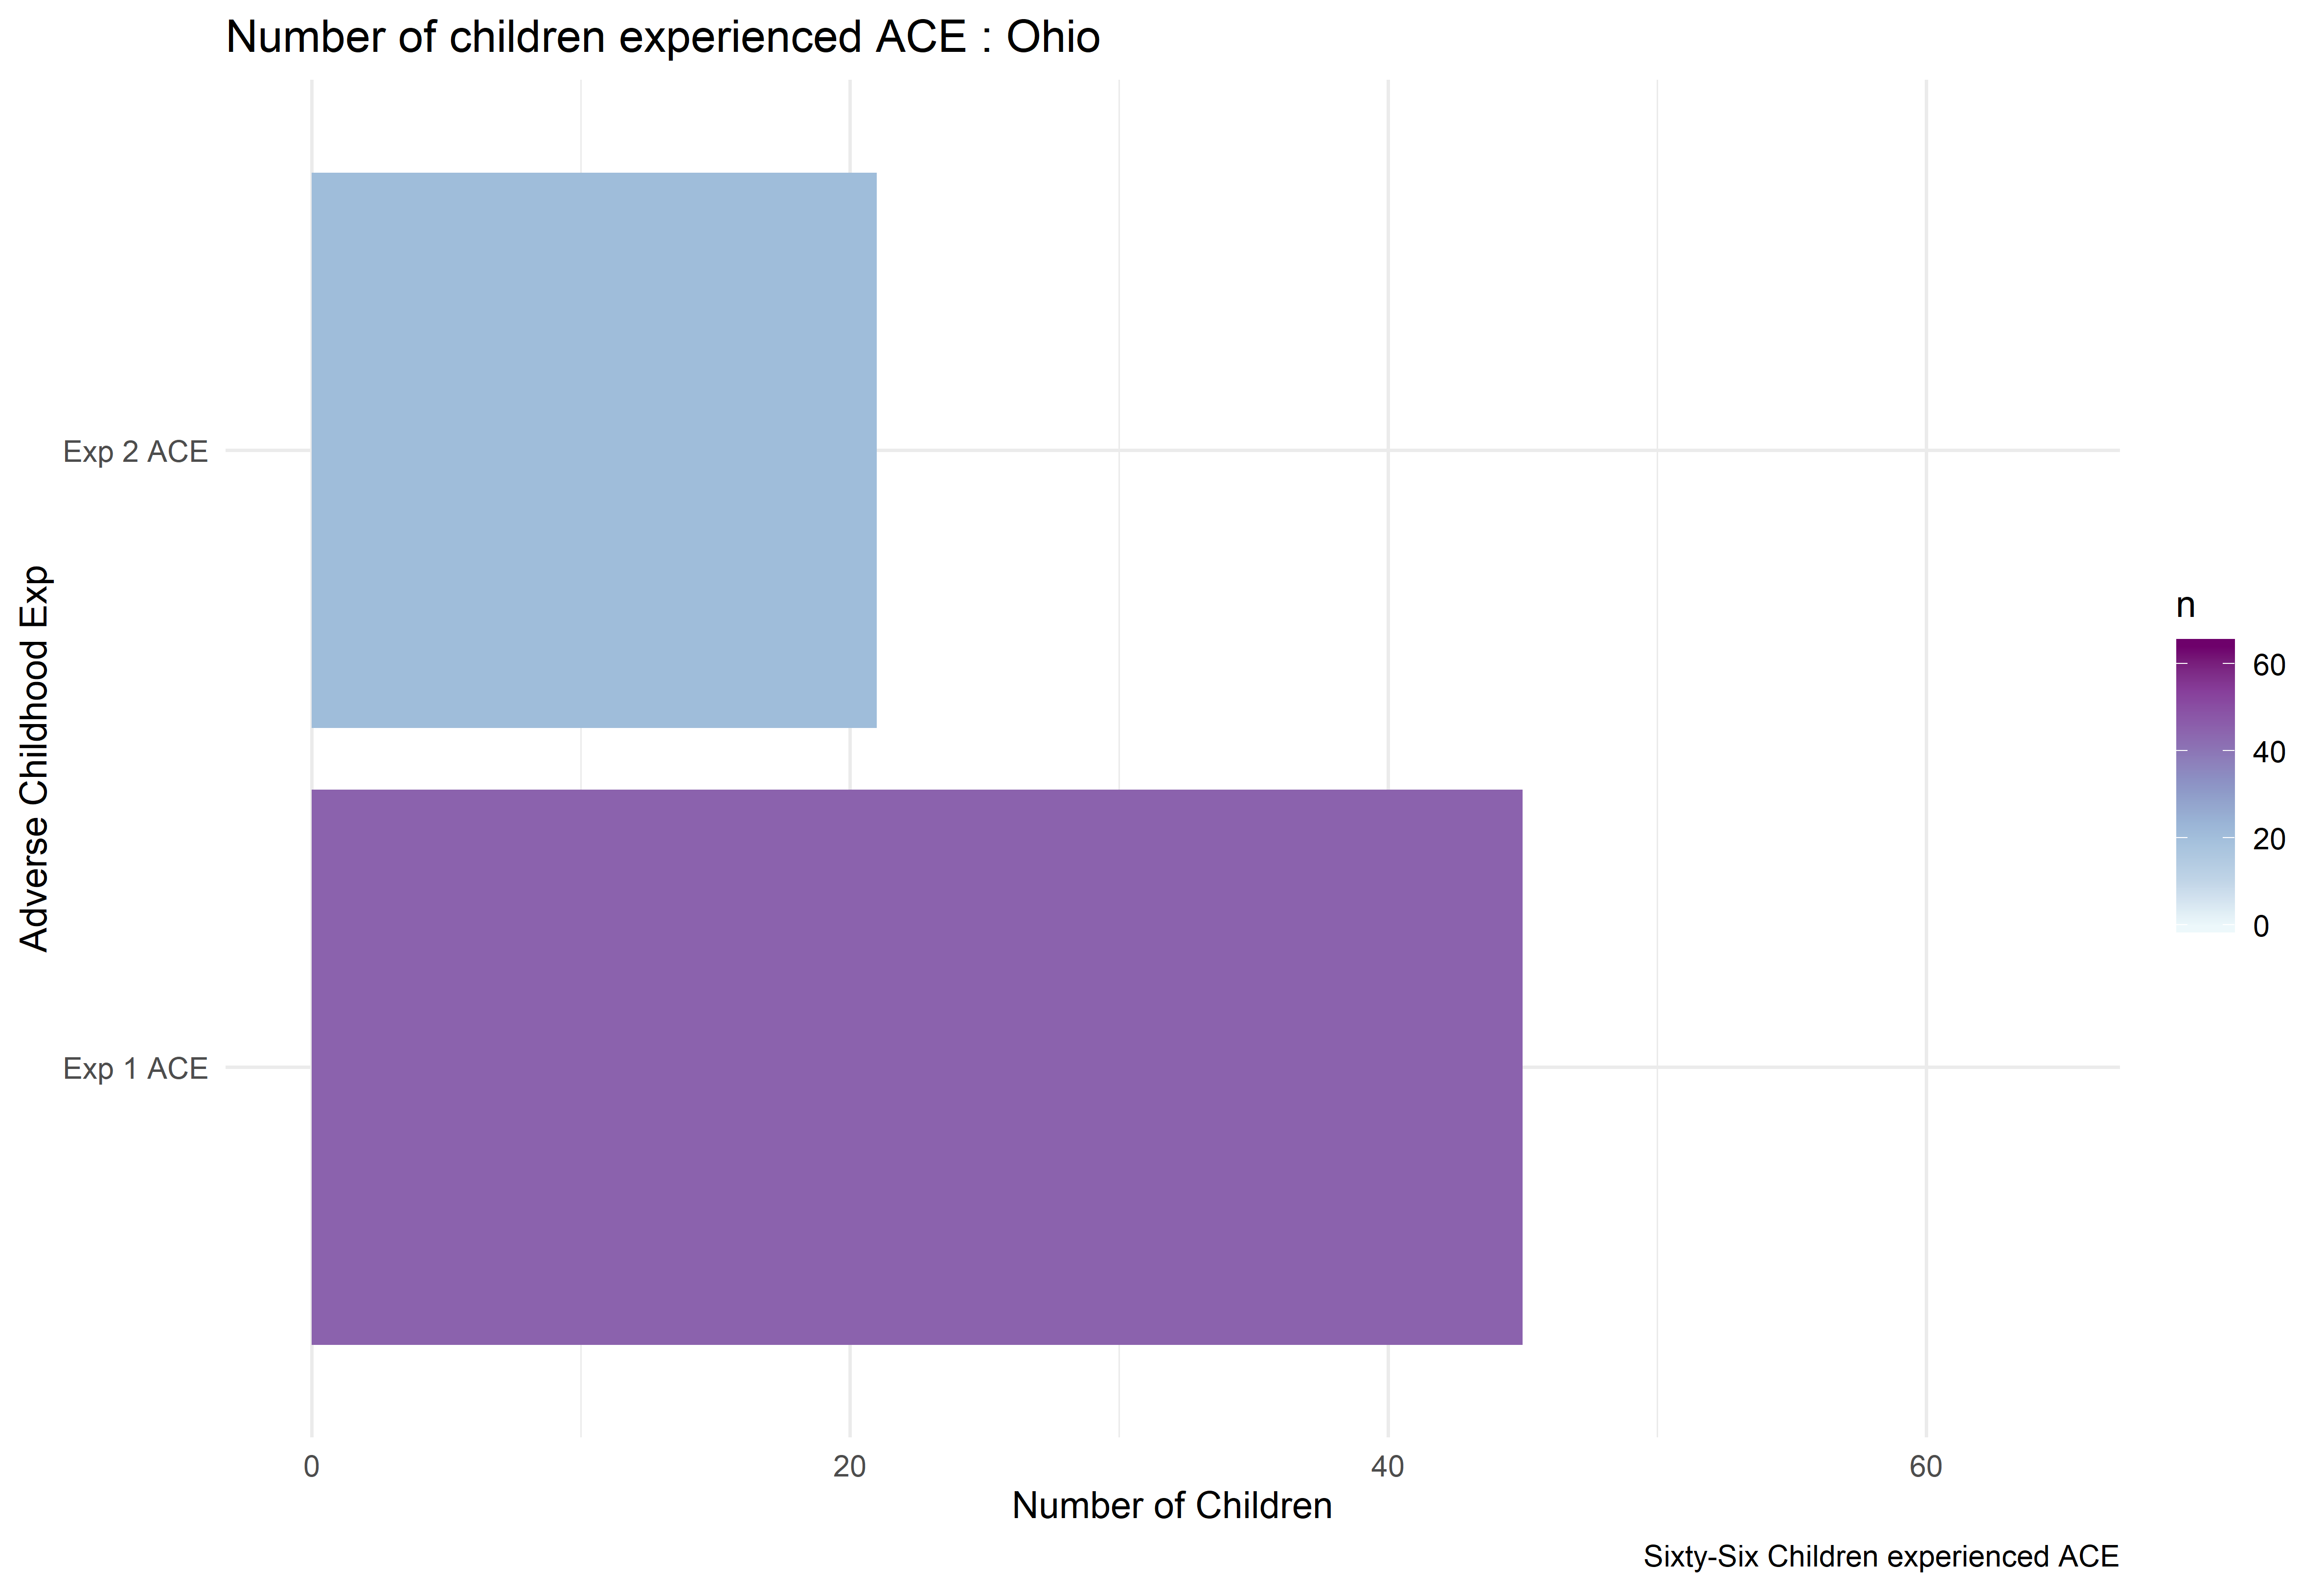 Number of children experienced ACE : Ohio
Adverse Childhood Exp
Exp 2 ACE
Exp 1 ACE
0
20
40
60
Number of Children
n
60
40
20
0
Sixty-Six Children experienced ACE